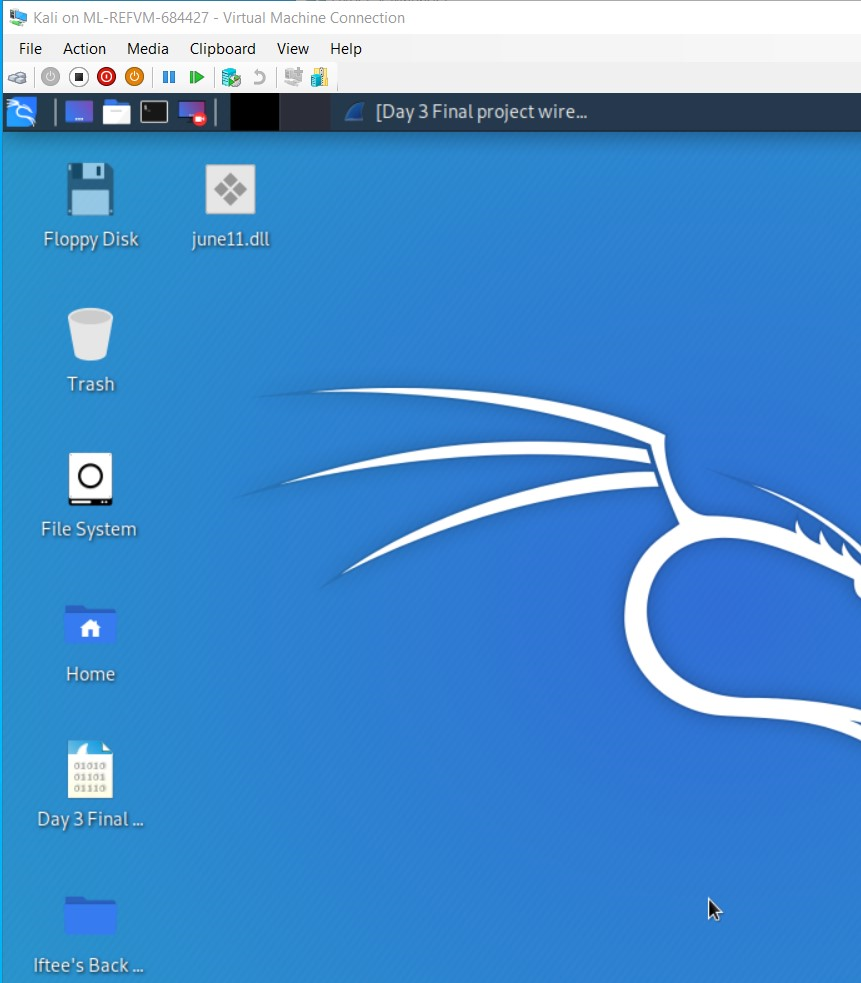 Kali on ML-REFVM-684427 - Virtual Machine Connection
File Action Media Clipboard View Help
[Day 3 Final project wire...
Floppy Disk june11.dll
Trash
File System
Home
01010
01101
01110
Day 3 Final ...
Iftee's Back ...